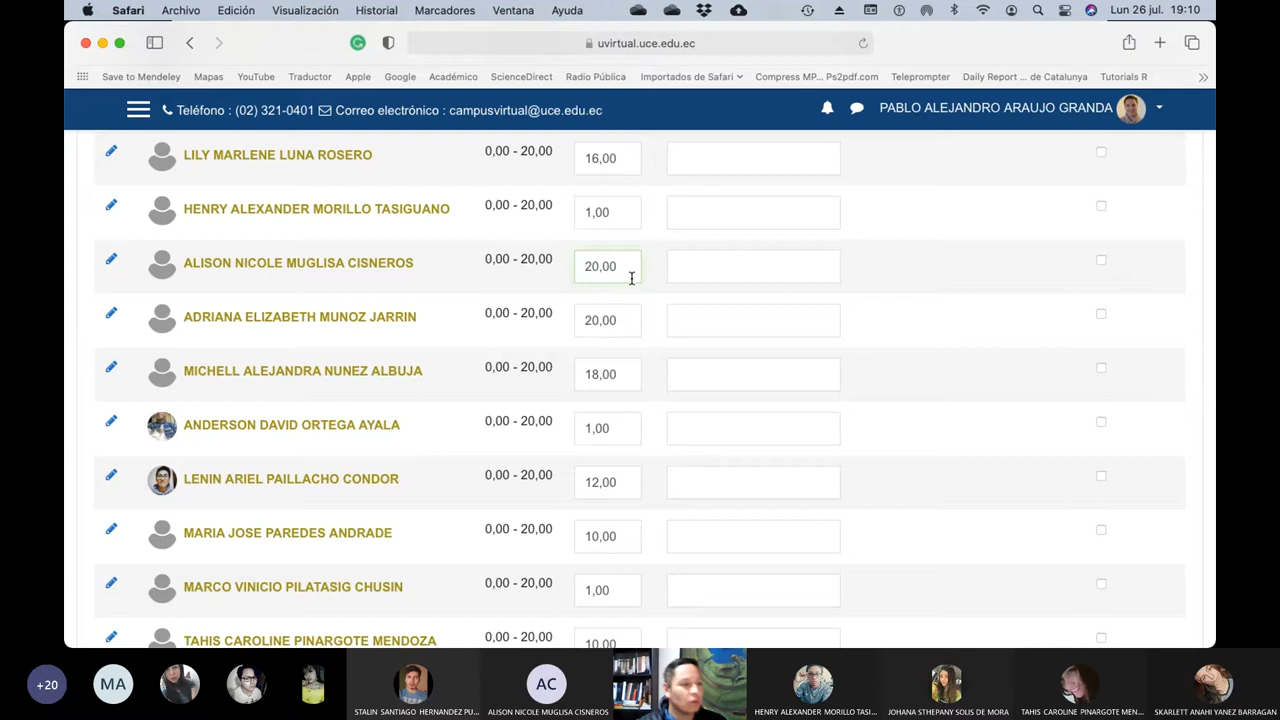 Safari Archivo Edición Visualización Historial Marcadores Ventana Ayuda Lun 26 jul. 19:10
uvirtual.uce.edu.ec
Save to Mendeley Mapas YouTube Traductor Apple Google Académico ScienceDirect Radio Pública Importados de Safari Compress MP... Ps2pdf.com Teleprompter Daily Report ... de Catalunya Tutorials R
Teléfono : (02) 321-0401 Correo electrónico : campusvirtual@uce.edu.ec PABLO ALEJANDRO ARAUJO GRANDA
LILY MARLENE LUNA ROSERO 0,00 - 20,00 16,00
HENRY ALEXANDER MORILLO TASIGUANO 0,00 - 20,00 1,00
ALISON NICOLE MUGLISA CISNEROS 0,00 - 20,00 20,00
ADRIANA ELIZABETH MUNOZ JARRIN 0,00 - 20,00 20,00
MICHELL ALEJANDRA NUNEZ ALBUJA 0,00 - 20,00 18,00
ANDERSON DAVID ORTEGA AYALA 0,00 - 20,00 1,00
LENIN ARIEL PAILLACHO CONDOR 0,00 - 20,00 12,00
MARIA JOSE PAREDES ANDRADE 0,00 - 20,00 10,00
MARCO VINICIO PILATASIG CHUSIN 0,00 - 20,00 1,00
TAHIS CAROLINE PINARGOTE MENDOZA 0,00 - 20,00 10,00
+20 MA AC
STALIN SANTIAGO HERNANDEZ PU... ALISON NICOLE MUGLISA CISNEROS HENRY ALEXANDER MORILLO TASI... JOHANA STHEPANY SOLIS DE MORA TAHIS CAROLINE PINARGOTE MEN... SKARLETT ANAHI YANEZ BARRAGAN